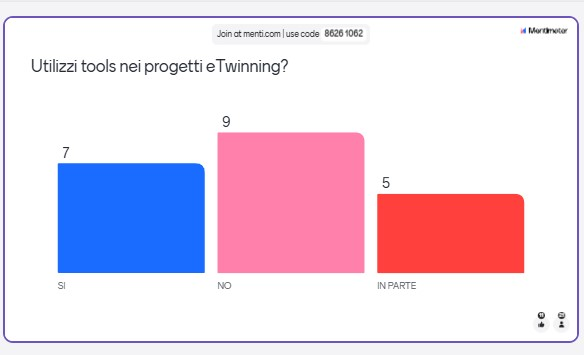 Join at menti.com | use code 8626 1062
Mentimeter
Utilizzi tools nei progetti eTwinning?
7
9
5
SI
NO
IN PARTE